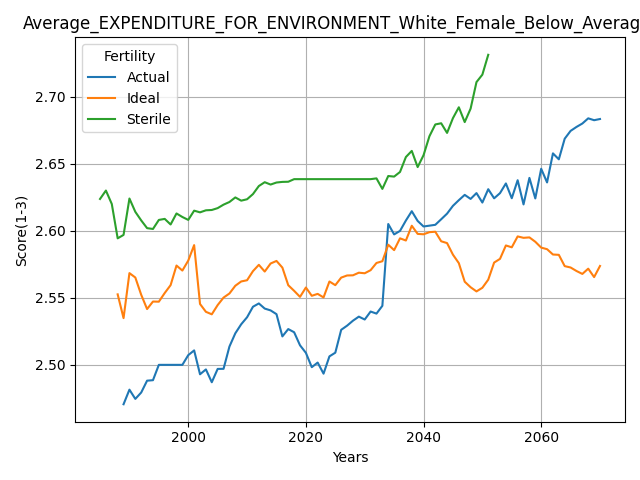 Average_EXPENDITURE_FOR_ENVIRONMENT_White_Female_Below_Averag
Fertility
Actual
Ideal
Sterile
Score(1-3)
2.70
2.65
2.60
2.55
2.50
2000 2020 2040 2060
Years